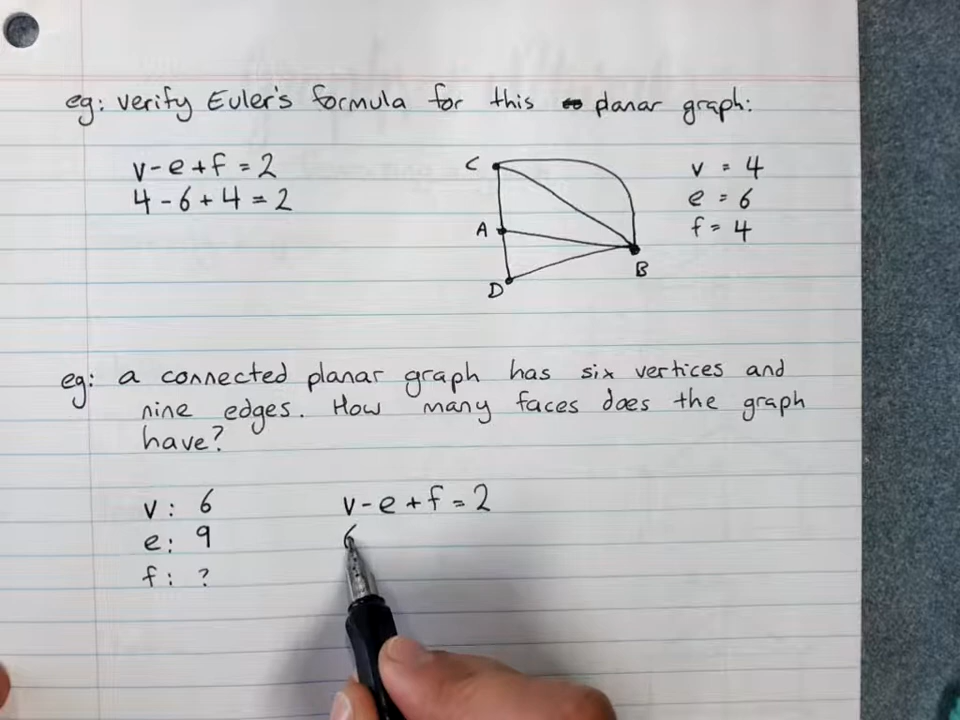 eg: verify Euler's formula for this planar graph:
v - e + f = 2
4 - 6 + 4 = 2
C
A
D
B
v = 4
e = 6
f = 4
eg: a connected planar graph has six vertices and
nine edges. How many faces does the graph
have?
v: 6
e: 9
f: ?
v - e + f = 2
6